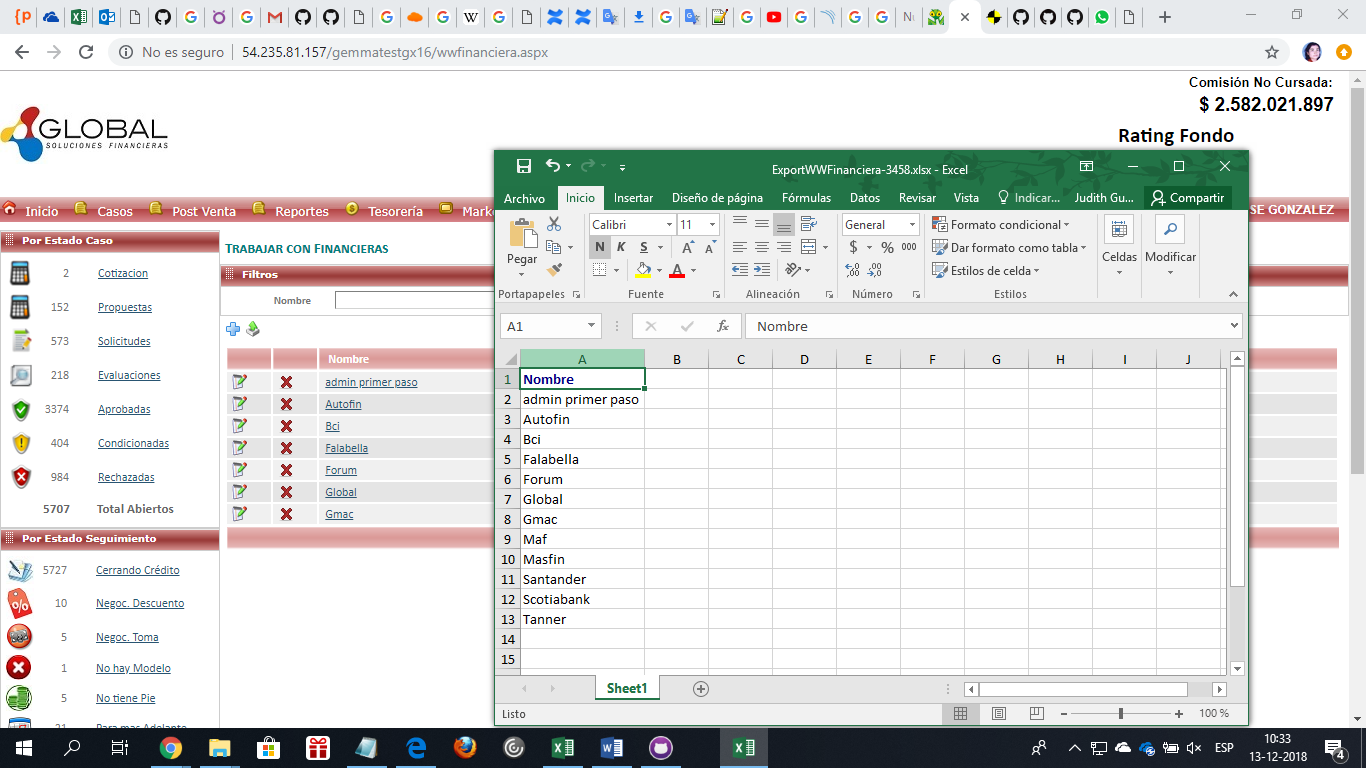 No es seguro | 54.235.81.157/gemmatestgx16/wwfinanciera.aspx
Comisión No Cursada:
$ 2.582.021.897
Rating Fondo
GLOBAL
SOLUCIONES FINANCIERAS
Inicio Casos Post Venta Reportes Tesorería Marke
SE GONZALEZ
Por Estado Caso
2 Cotizacion
152 Propuestas
573 Solicitudes
218 Evaluaciones
3374 Aprobadas
404 Condicionadas
984 Rechazadas
5707 Total Abiertos
Por Estado Seguimiento
5727 Cerrando Crédito
10 Negoc. Descuento
5 Negoc. Toma
1 No hay Modelo
5 No tiene Pie
21 Para mas Adelante
TRABAJAR CON FINANCIERAS
Filtros
Nombre
Nombre
admin primer paso
Autofin
Bci
Falabella
Forum
Global
Gmac
ExportWWFinanciera-3458.xlsx - Excel
Archivo Inicio Insertar Diseño de página Fórmulas Datos Revisar Vista Indicar... Judith Gu... Compartir
Pegar
Calibri 11
N K S
General
$ % 000
Formato condicional
Dar formato como tabla
Estilos de celda
Celdas
Modificar
Portapapeles Fuente Alineación Número Estilos
A1 fx Nombre
A B C D E F G H I J
1 Nombre
2 admin primer paso
3 Autofin
4 Bci
5 Falabella
6 Forum
7 Global
8 Gmac
9 Maf
10 Masfin
11 Santander
12 Scotiabank
13 Tanner
14
15
Sheet1
Listo
100 %
ESP
10:33
13-12-2018
4